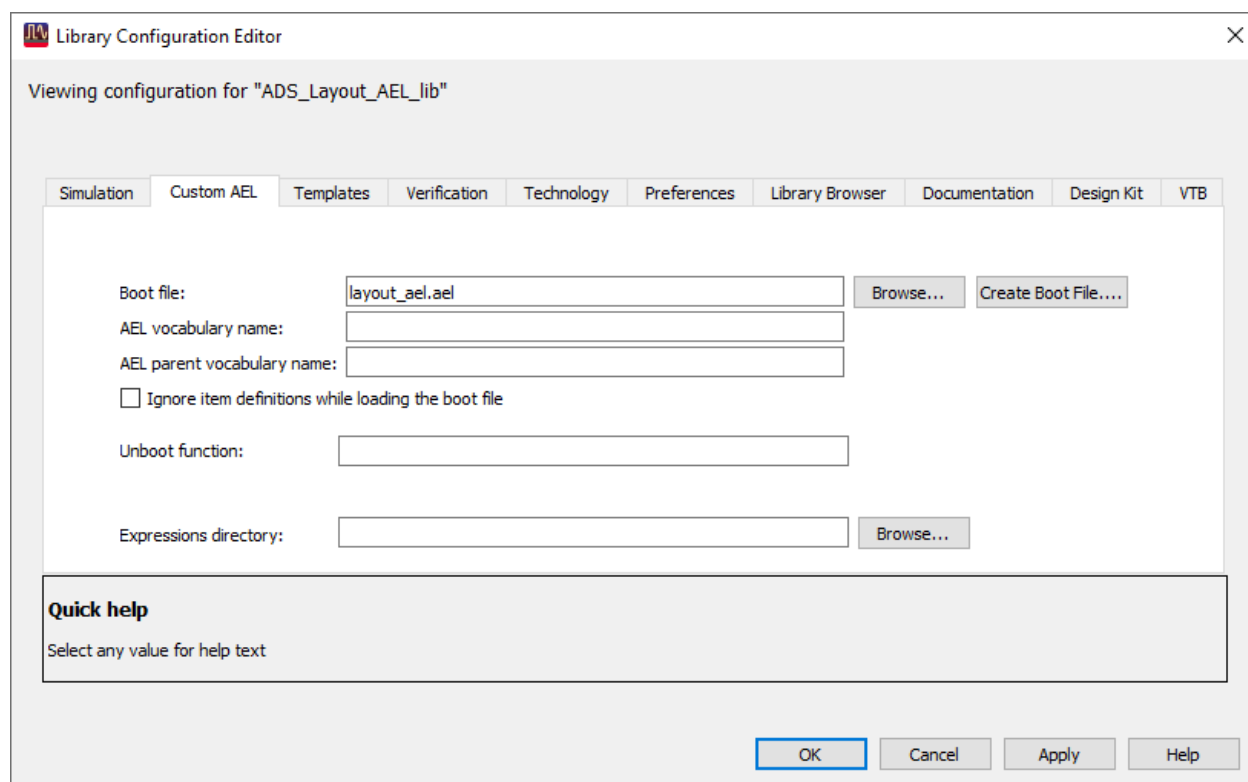 Library Configuration Editor
Viewing configuration for "ADS_Layout_AEL_lib"
Simulation Custom AEL Templates Verification Technology Preferences Library Browser Documentation Design Kit VTB
Boot file: layout_ael.ael Browse... Create Boot File....
AEL vocabulary name:
AEL parent vocabulary name:
Ignore item definitions while loading the boot file
Unboot function:
Expressions directory: Browse...
Quick help
Select any value for help text
OK Cancel Apply Help